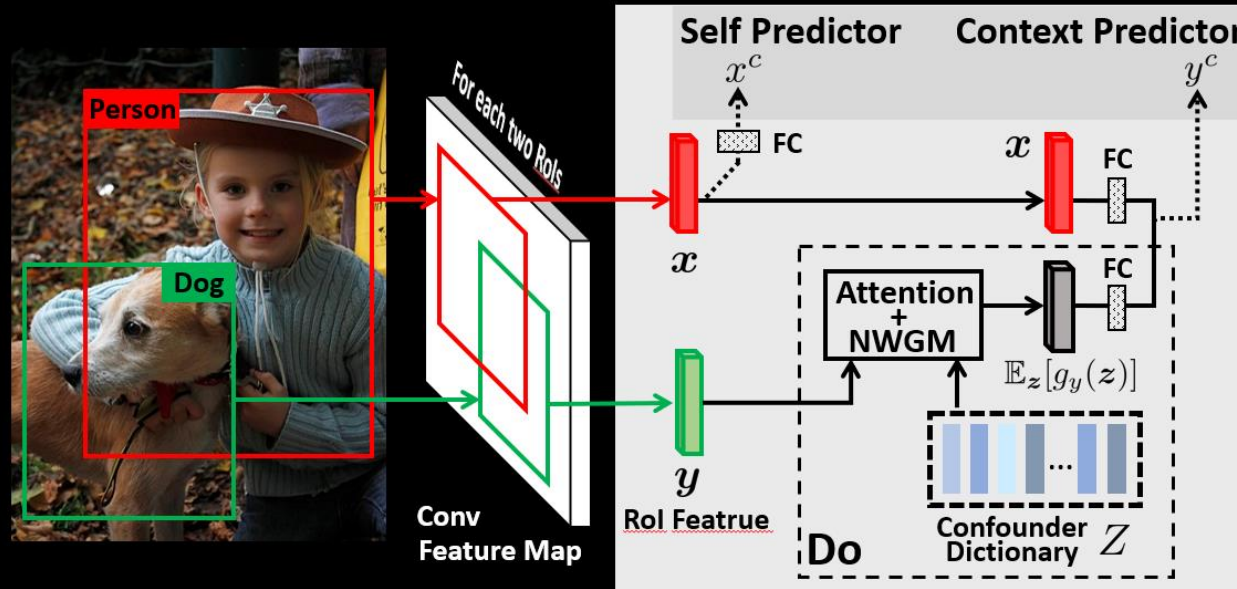 Self Predictor
Context Predictor
x^c
y^c
For each two RoIs
Person
Dog
FC
x
x
FC
FC
Attention
+
NWGM
𝔼_z[g_y(z)]
y
Conv
Feature Map
RoI Featrue
...
Confounder
Dictionary Z
Do